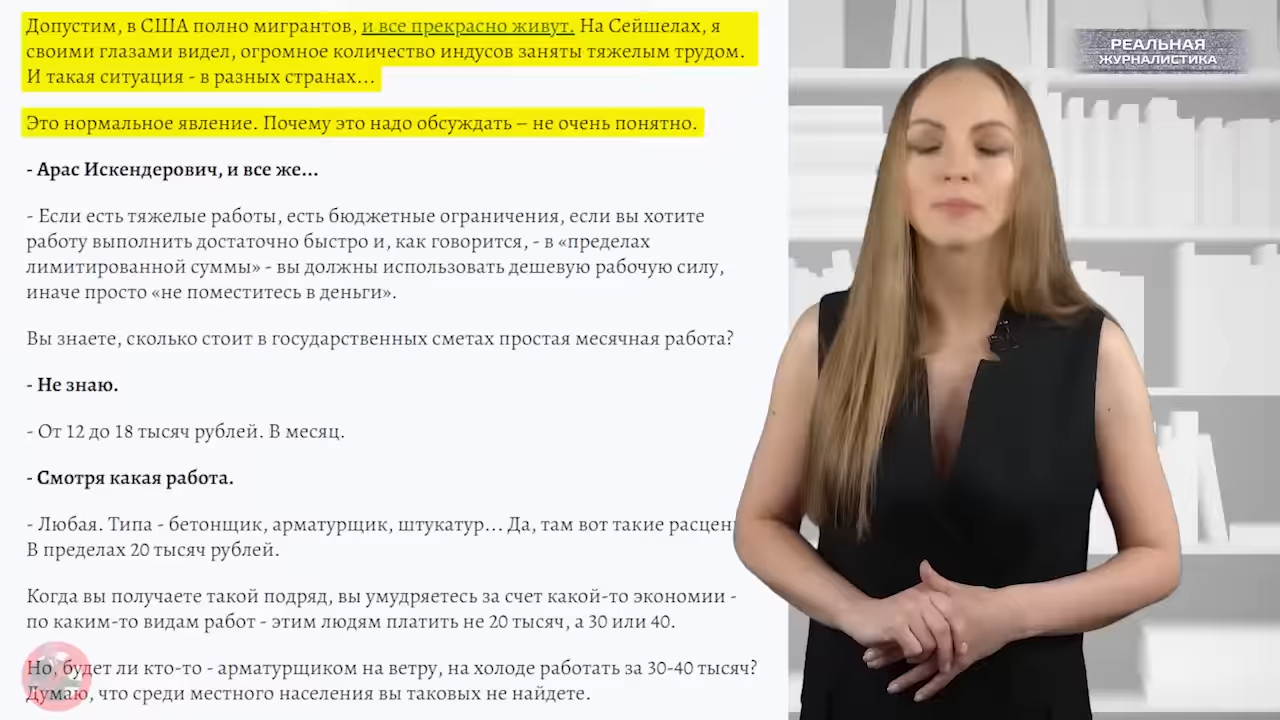 Допустим, в США полно мигрантов, и все прекрасно живут. На Сейшелах, я
своими глазами видел, огромное количество индусов заняты тяжелым трудом.
И такая ситуация - в разных странах...
Это нормальное явление. Почему это надо обсуждать – не очень понятно.
- Арас Искендерович, и все же...
- Если есть тяжелые работы, есть бюджетные ограничения, если вы хотите
работу выполнить достаточно быстро и, как говорится, - в «пределах
лимитированной суммы» - вы должны использовать дешевую рабочую силу,
иначе просто «не поместитесь в деньги».
Вы знаете, сколько стоит в государственных сметах простая месячная работа?
- Не знаю.
- От 12 до 18 тысяч рублей. В месяц.
- Смотря какая работа.
- Любая. Типа - бетонщик, арматурщик, штукатур... Да, там вот такие
В пределах 20 тысяч рублей.
Когда вы получаете такой подряд, вы умудряетесь за счет какой-то экономии -
по каким-то видам работ - этим людям платить не 20 тысяч, а 30 или 40.
Но, будет ли кто-то - арматурщиком на ветру, на холоде работать за 30-40 тысяч?
Думаю, что среди местного населения вы таковых не найдете.
РЕАЛЬНАЯ
ЖУРНАЛИСТИКА